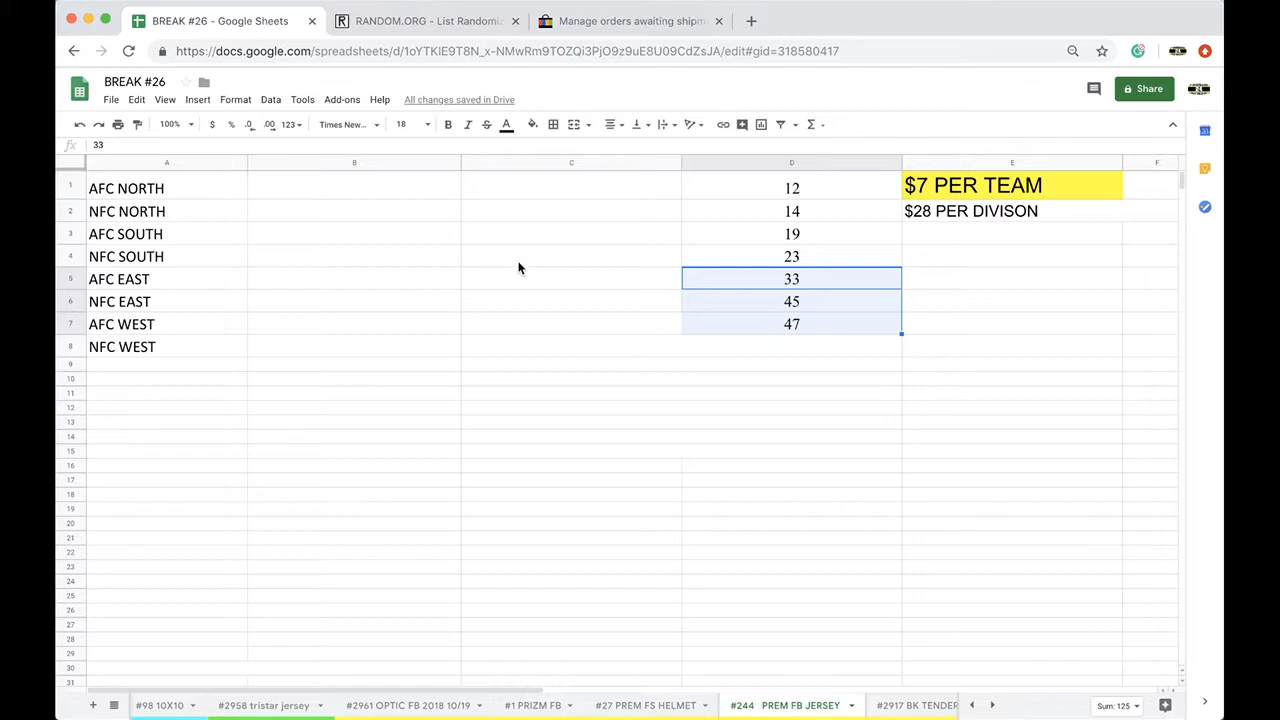 BREAK #26 - Google Sheets
RANDOM.ORG - List Randomiz
Manage orders awaiting shipm
https://docs.google.com/spreadsheets/d/1oYTKIE9T8N_x-NMwRm9TOZQi3PjO9z9uE8U09CdZsJA/edit#gid=318580417
BREAK #26
File Edit View Insert Format Data Tools Add-ons Help All changes saved in Drive
Share
100% $ % .0 .00 123 Times New... 18 B I S A
fx 33
A B C D E F
1 AFC NORTH 12 $7 PER TEAM
2 NFC NORTH 14 $28 PER DIVISON
3 AFC SOUTH 19
4 NFC SOUTH 23
5 AFC EAST 33
6 NFC EAST 45
7 AFC WEST 47
8 NFC WEST
9
10
11
12
13
14
15
16
17
18
19
20
21
22
23
24
25
26
27
28
29
30
31
#98 10X10 #2958 tristar jersey #2961 OPTIC FB 2018 10/1 #1 PRIZM FB #27 PREM FS HELMET #244 PREM FB JERSEY #2917 BK TENDER Sum: 125